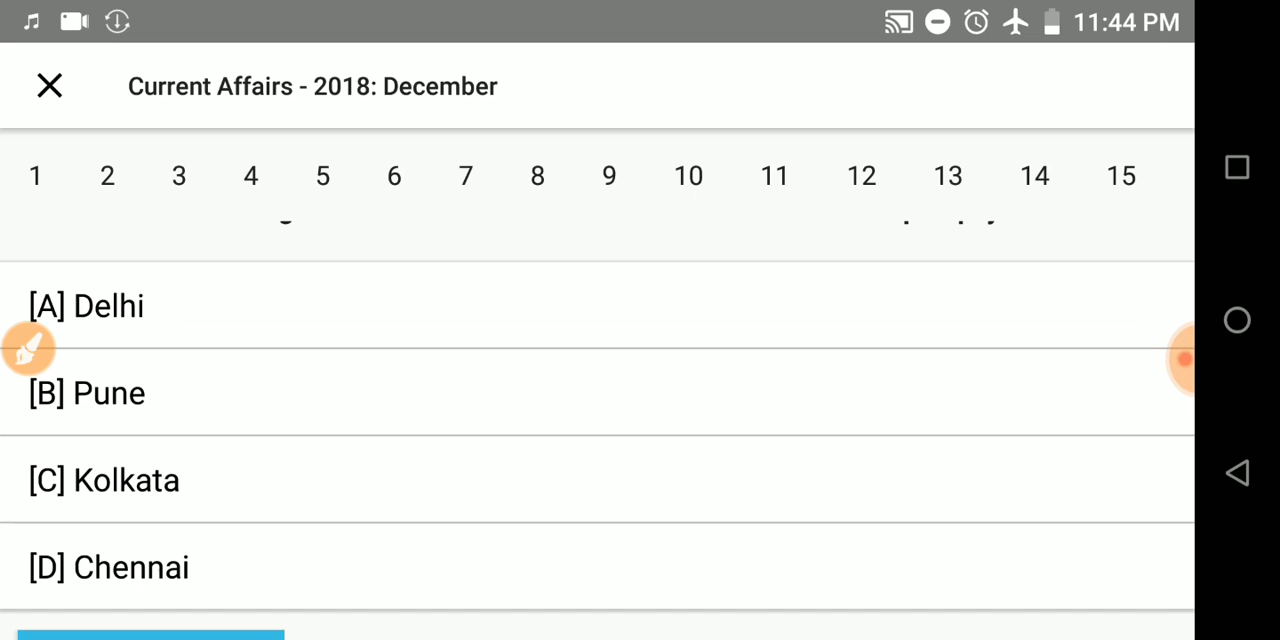 11:44 PM
Current Affairs - 2018: December
1 2 3 4 5 6 7 8 9 10 11 12 13 14 15
[A] Delhi
[B] Pune
[C] Kolkata
[D] Chennai